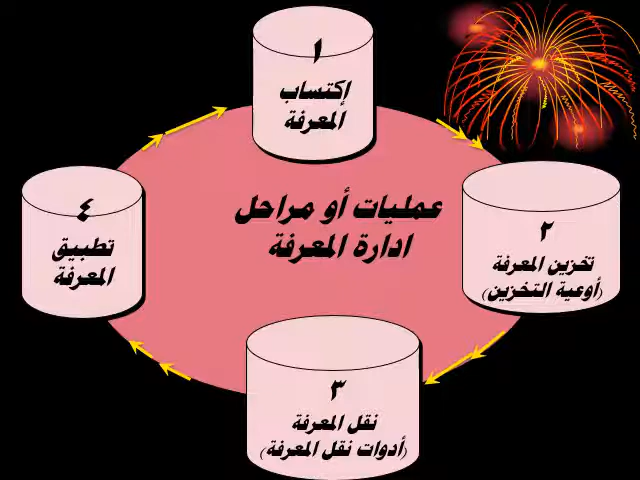 عمليات أو مراحل
ادارة المعرفة
١
إكتساب
المعرفة
٢
تخزين المعرفة
(أوعية التخزين)
٣
نقل المعرفة
(أدوات نقل المعرفة)
٤
تطبيق
المعرفة